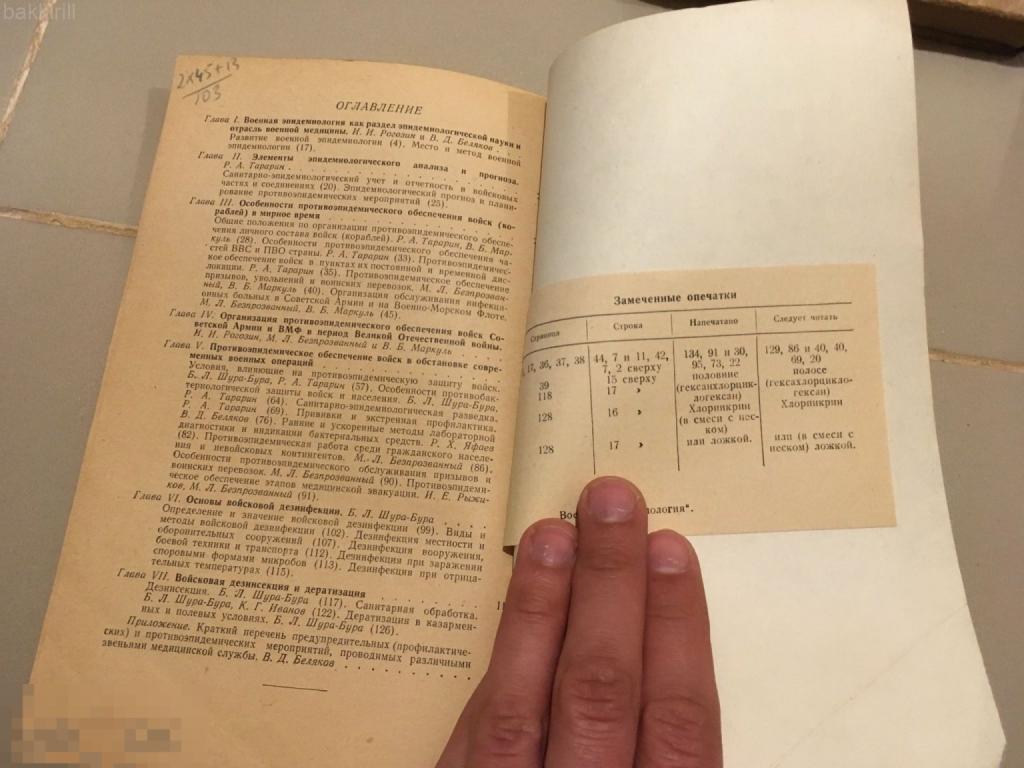 bakkirill
2x45+13
103
ОГЛАВЛЕНИЕ
Глава I. Военная эпидемиология как раздел эпидемиологической науки и
отрасль военной медицины. И. И. Рогозин и В. Д. Беляков . . .
Развитие военной эпидемиологии (4). Место и метод военной
эпидемиологии (17).
Глава II. Элементы эпидемиологического анализа и прогноза.
Р. А. Тарарин . . . . . . . . . . . . . . .
Санитарно-эпидемиологический учет и отчетность в войсковых
частях и соединениях (20). Эпидемиологический прогноз и плани-
рование противоэпидемических мероприятий (25).
Глава III. Особенности противоэпидемического обеспечения войск (ко-
раблей) в мирное время . . . . . . . . . . . .
Общие положения по организации противоэпидемического обеспе-
чения личного состава войск (кораблей). Р. А. Тарарин, В. Б. Мар-
куль (28). Особенности противоэпидемического обеспечения ча-
стей ВВС и ПВО страны. Р. А. Тарарин (33). Противоэпидемичес-
кое обеспечение войск в пунктах их постоянной и временной дис-
локации. Р. А. Тарарин (35). Противоэпидемическое обеспечение
призывов, увольнений и воинских перевозок. М. Л. Безпрозван-
ный, В. Б. Маркуль (40). Организация обслуживания инфекци-
онных больных в Советской Армии и на Военно-Морском Флоте.
М. Л. Безпрозванный, В. Б. Маркуль (45).
Глава IV. Организация противоэпидемического обеспечения войск Со-
ветской Армии и ВМФ в период Великой Отечественной войны.
И. И. Рогозин, М. Л. Безпрозванный и В. Б. Маркуль . . . .
Глава V. Противоэпидемическое обеспечение войск в обстановке совре-
менных военных операций . . . . . . . . . . . .
Условия, влияющие на противоэпидемическую защиту войск.
Б. Л. Шура-Бура, Р. А. Тарарин (57). Особенности противобак-
териологической защиты войск и населения. Б. Л. Шура-Бура,
Р. А. Тарарин (64). Санитарно-эпидемиологическая разведка.
Р. А. Тарарин (69). Прививки и экстренная профилактика.
В. Д. Беляков (76). Ранние и ускоренные методы лабораторной
диагностики и индикации бактериальных средств. Р. Х. Яфаев
(82). Противоэпидемическая работа среди гражданского населе-
ния и невойсковых контингентов. М. Л. Безпрозванный (86).
Особенности противоэпидемического обслуживания призывов и
воинских перевозок. М. Л. Безпрозванный (90). Противоэпидеми-
ческое обеспечение этапов медицинской эвакуации. И. Е. Рыжи-
ков, М. Л. Безпрозванный (91).
Глава VI. Основы войсковой дезинфекции. Б. Л. Шура-Бура . . . .
Определение и значение войсковой дезинфекции (99). Виды и
методы войсковой дезинфекции (102). Дезинфекция местности и
оборонительных сооружений (107). Дезинфекция вооружения,
боевой техники и транспорта (112). Дезинфекция при заражении
споровыми формами микробов (113). Дезинфекция при отрица-
тельных температурах (115).
Глава VII. Войсковая дезинсекция и дератизация . . . . . . . . 11
Дезинсекция. Б. Л. Шура-Бура (117). Санитарная обработка.
Б. Л. Шура-Бура, К. Г. Иванов (122). Дератизация в казармен-
ных и полевых условиях. Б. Л. Шура-Бура (126).
Приложение. Краткий перечень предупредительных (профилактиче-
ских) и противоэпидемических мероприятий, проводимых различными
звеньями медицинской службы. В. Д. Беляков . . . . . . . .
Замеченные опечатки
Страница Строка Напечатано Следует читать
17, 36, 37, 38 44, 7 и 11, 42, 134, 91 и 30, 129, 86 и 40, 40,
7, 2 сверху 95, 73, 22 69, 20
39 15 сверху половине полосе
118 17 » (гексанхлорцик- (гексахлорцикло-
логексан) гексан)
128 16 » Хлорпикрин Хлорпикрин
(в смеси с пес-
ком)
128 17 » или ложкой. или (в смеси с
песком) ложкой.